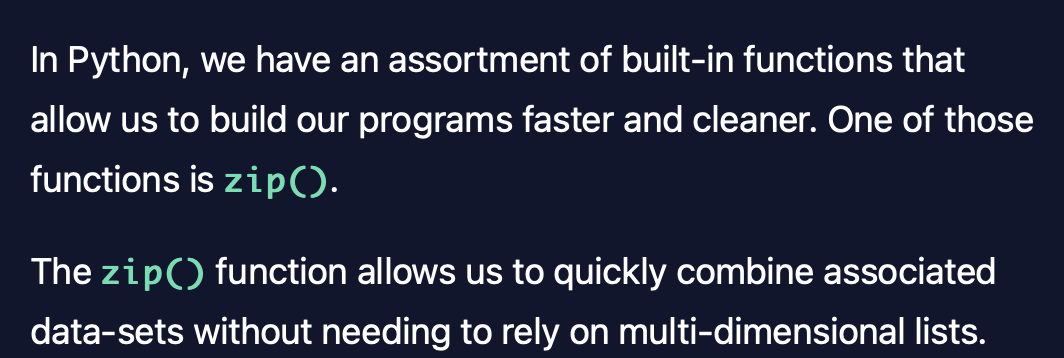 In Python, we have an assortment of built-in functions that
allow us to build our programs faster and cleaner. One of those
functions is zip().
The zip() function allows us to quickly combine associated
data-sets without needing to rely on multi-dimensional lists.